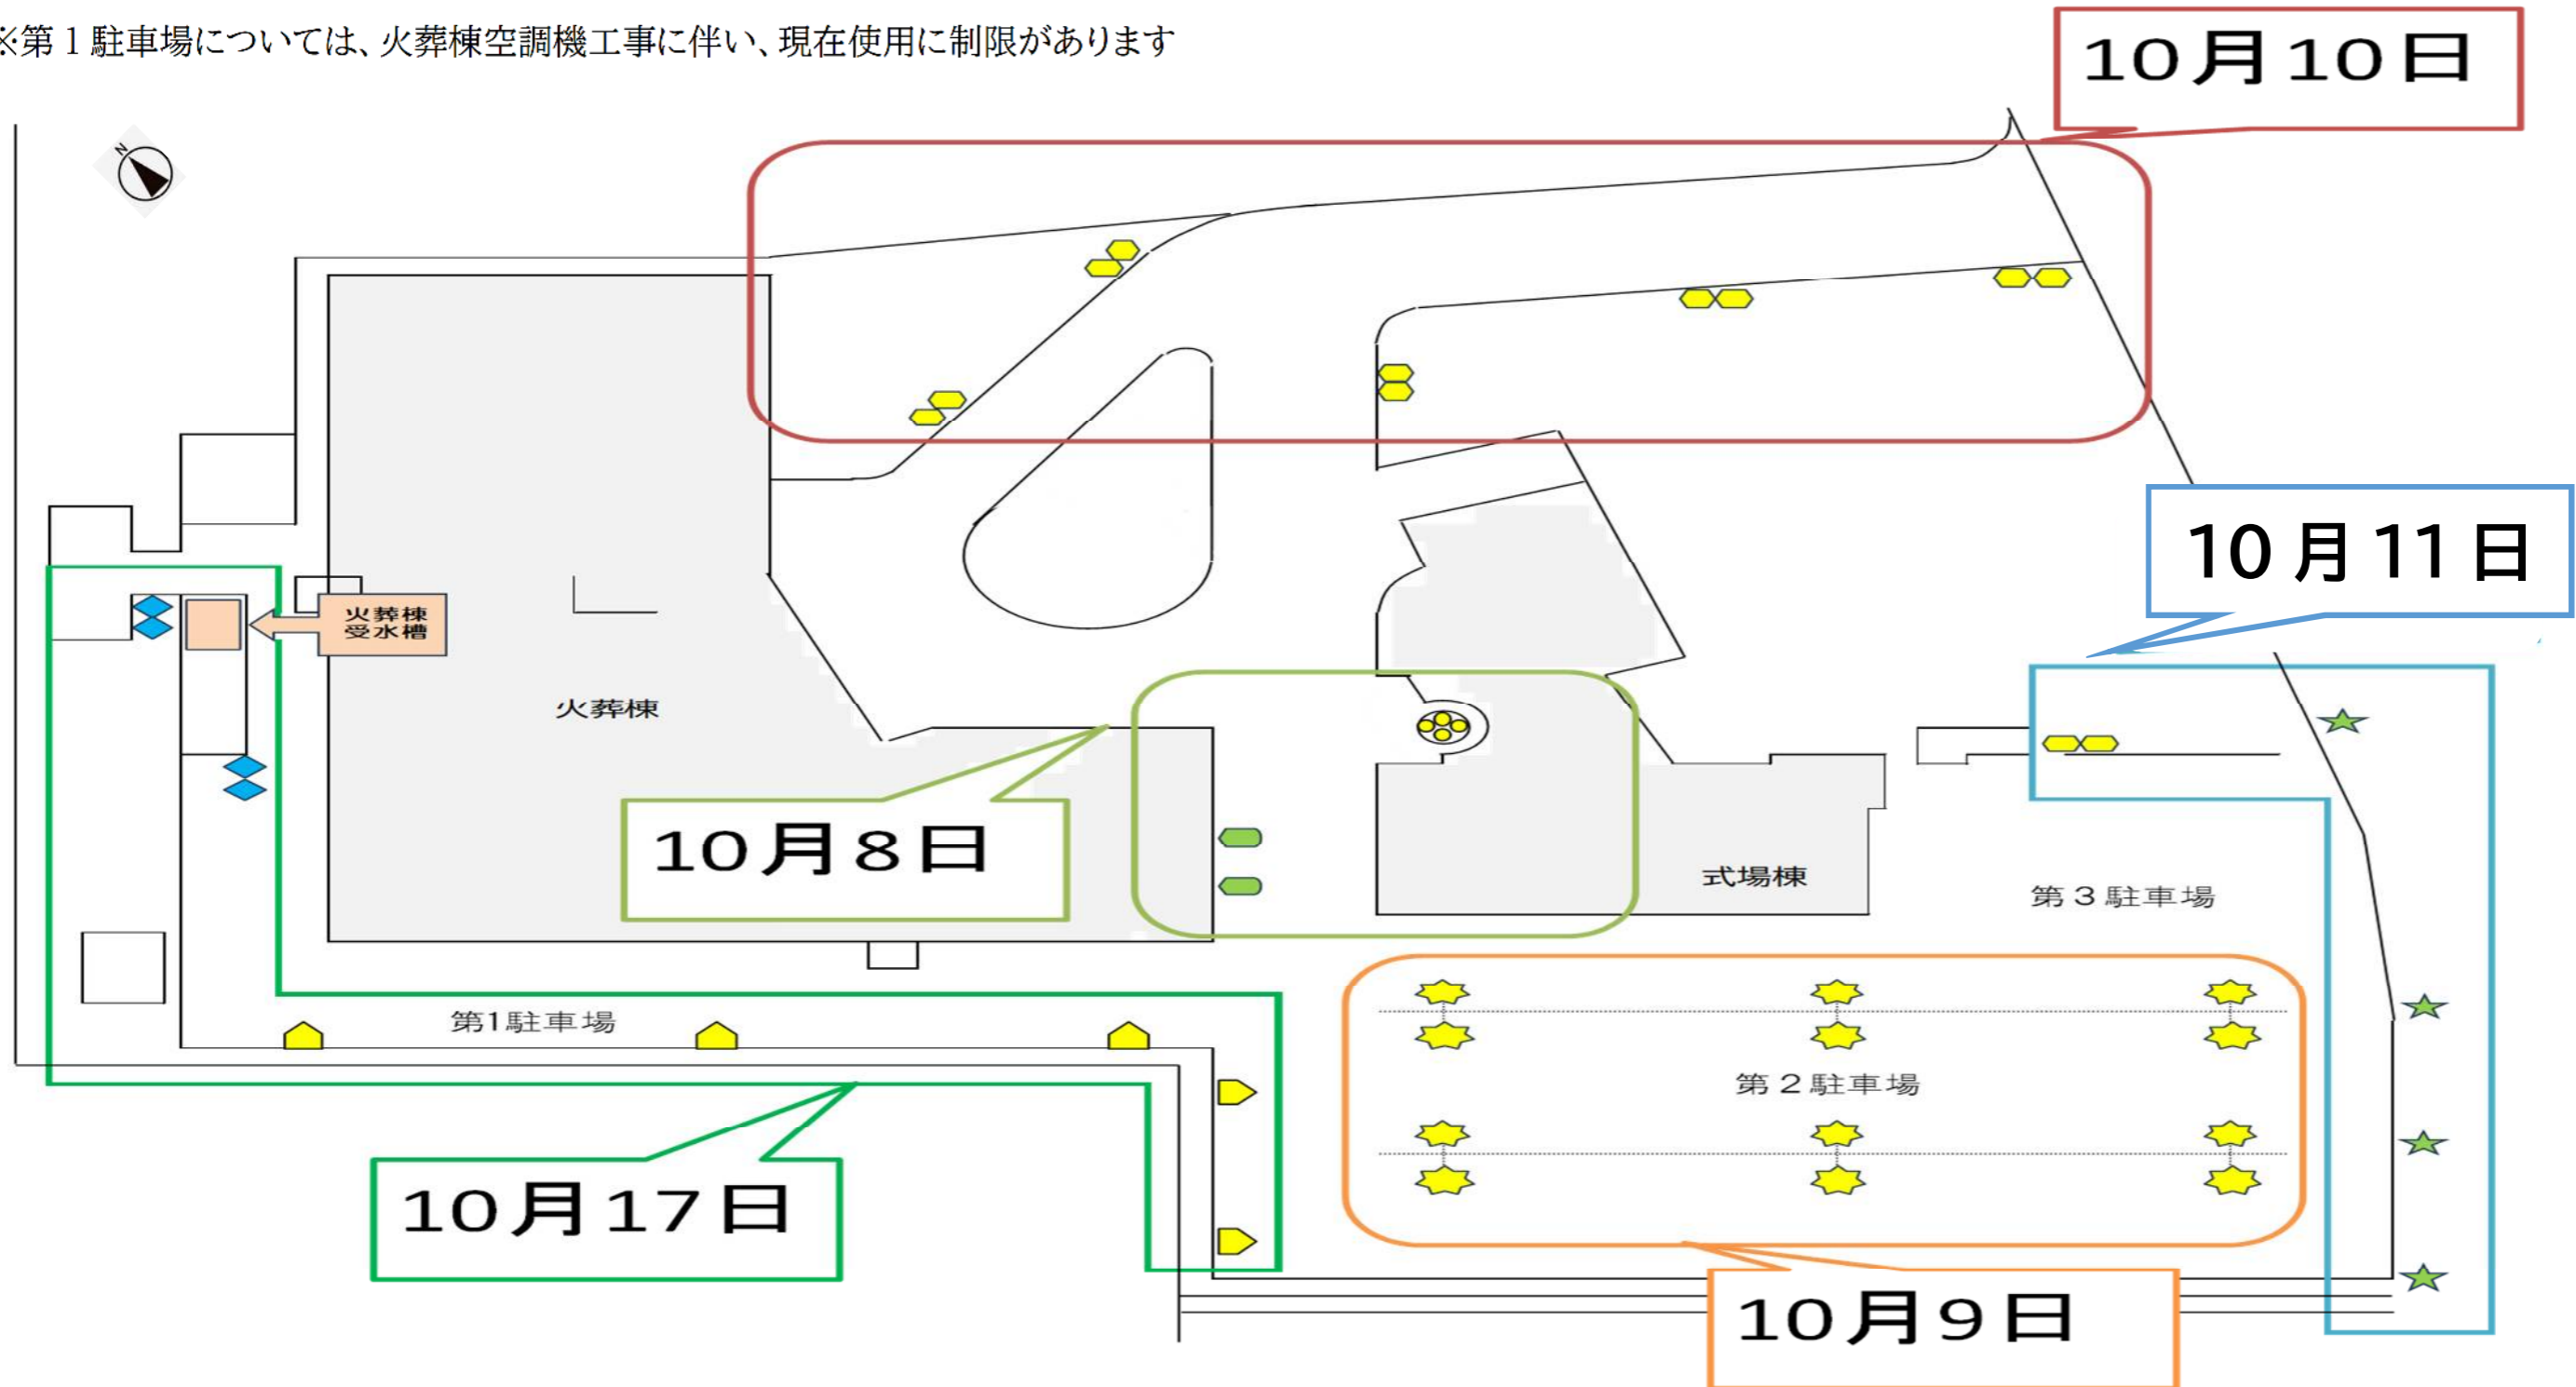 ※第１駐車場については、火葬棟空調機工事に伴い、現在使用に制限があります
10月10日
N
10月11日
火葬棟
受水槽
火葬棟
10月8日
式場棟
第３駐車場
第1駐車場
第２駐車場
10月17日
10月9日